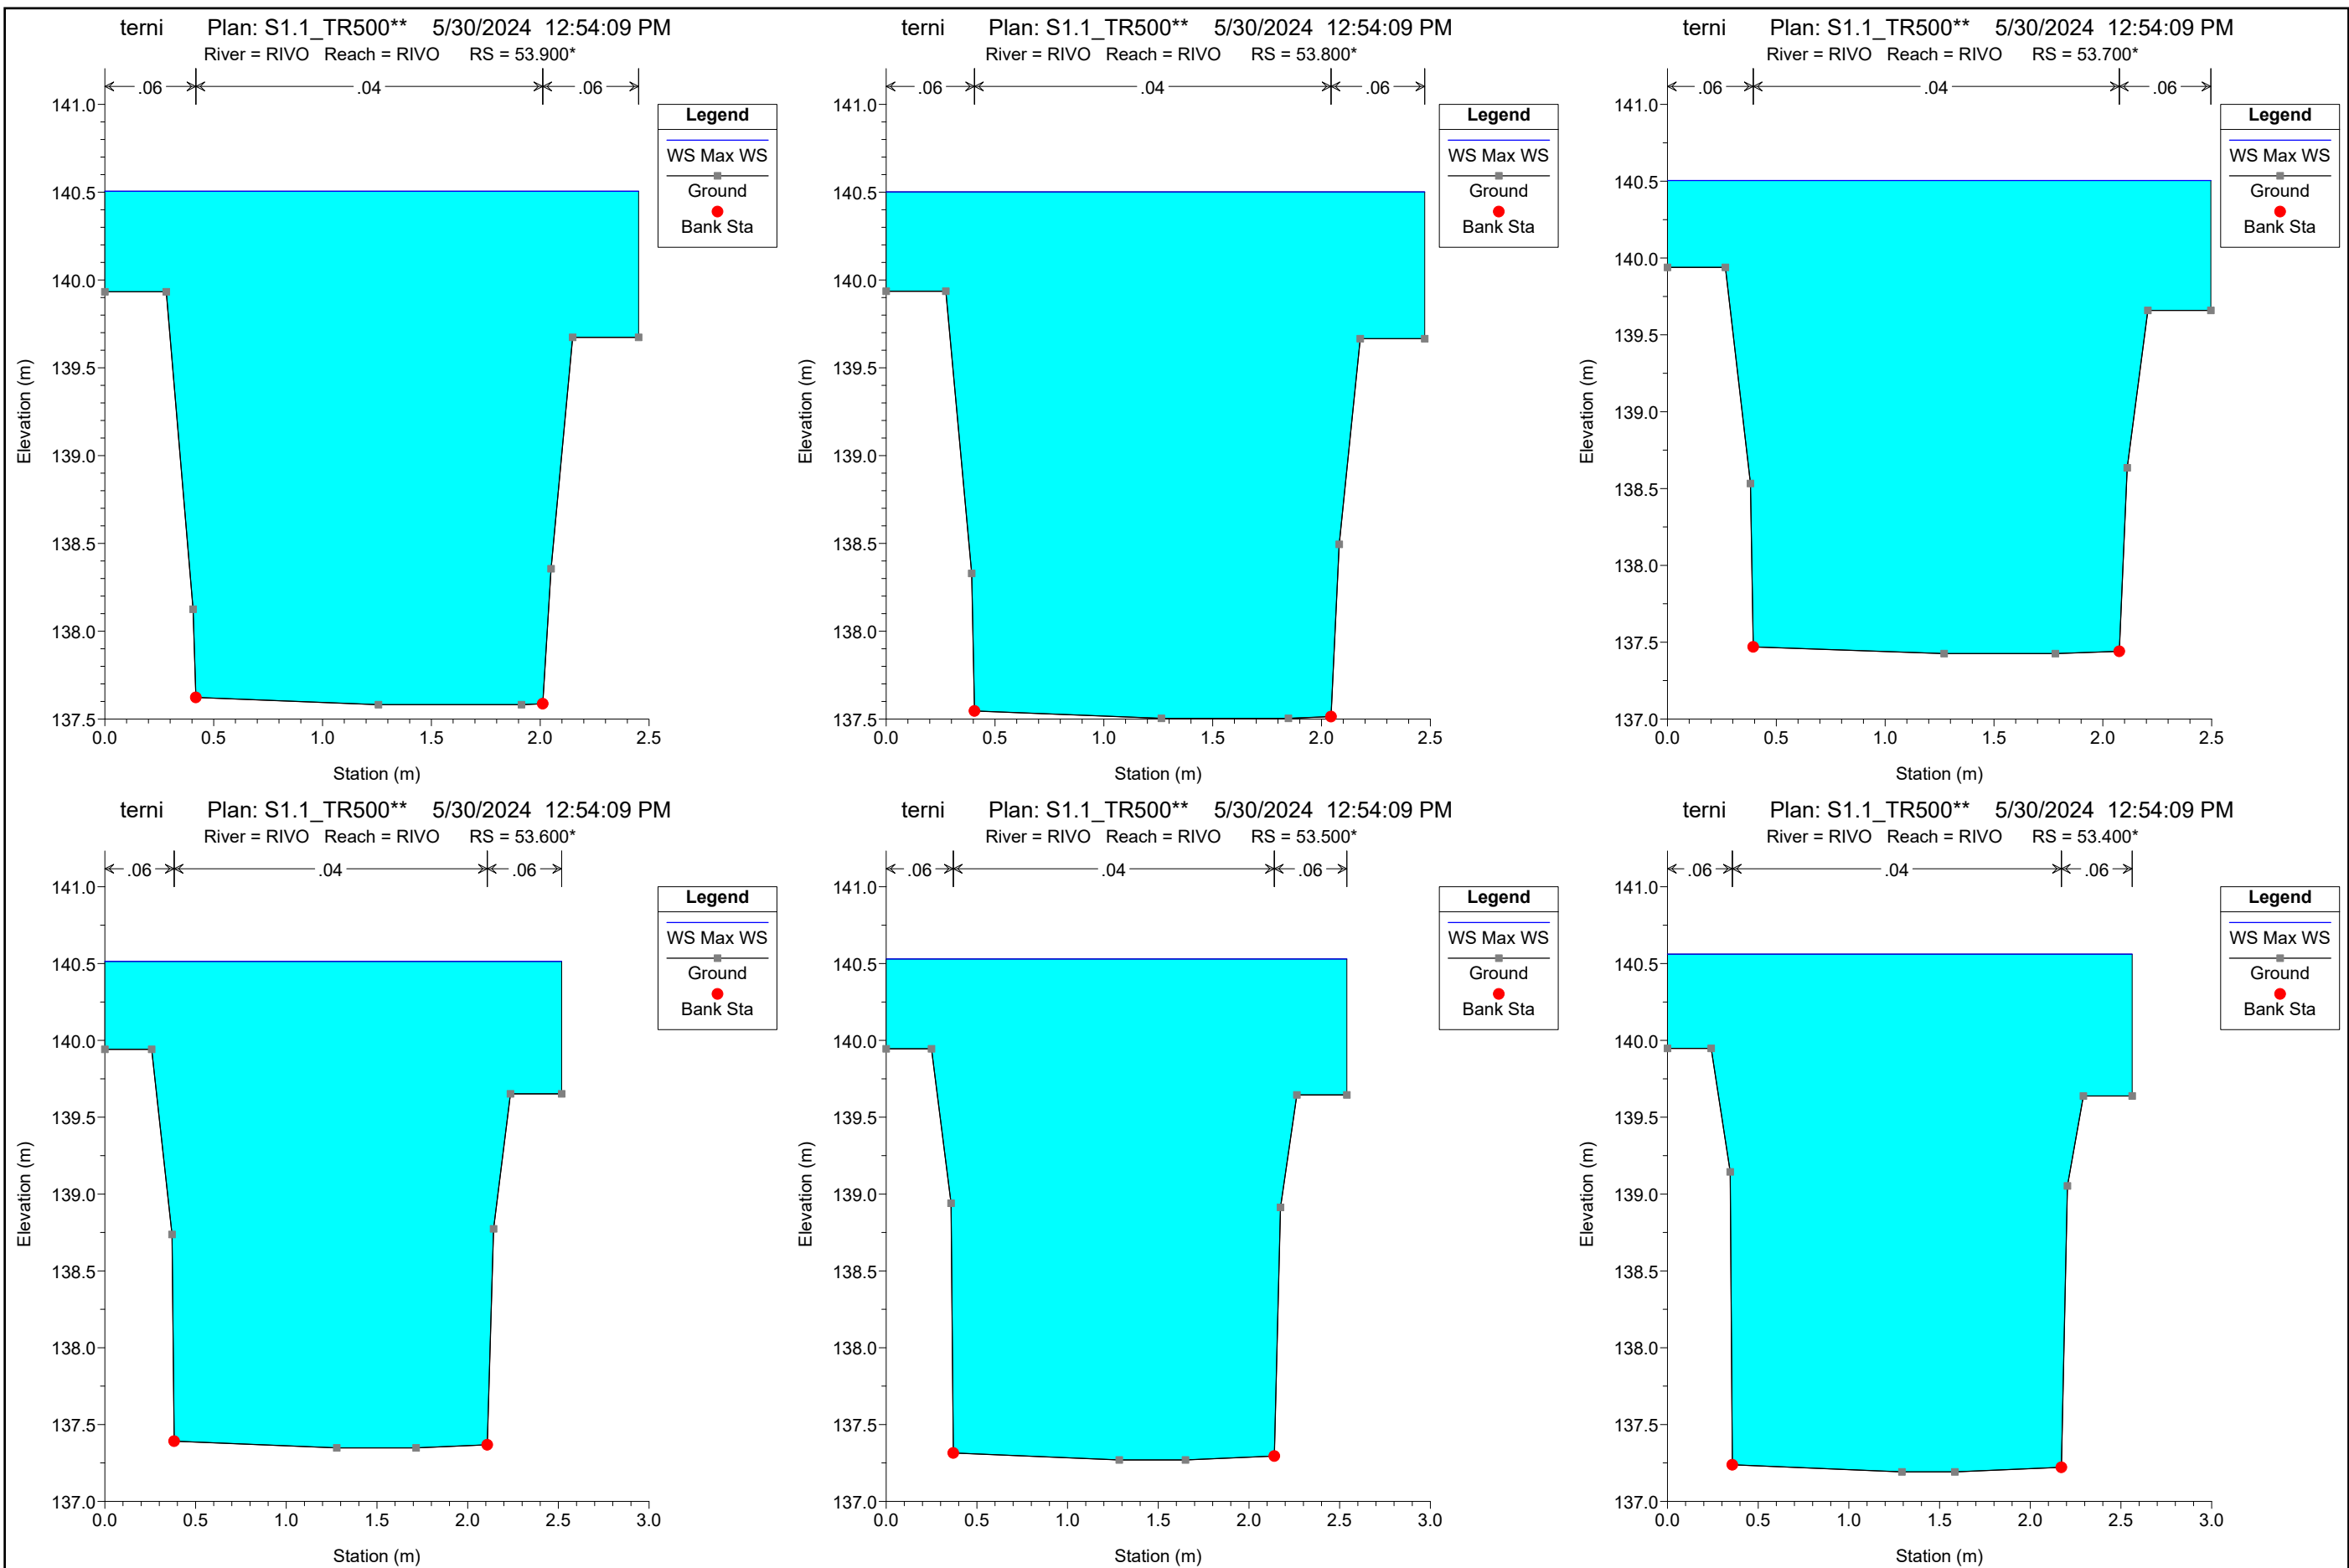 terni Plan: S1.1_TR500** 5/30/2024 12:54:09 PM
River = RIVO Reach = RIVO RS = 53.900*
.06 .04 .06
141.0
140.5
140.0
139.5
139.0
138.5
138.0
137.5
0.0 0.5 1.0 1.5 2.0 2.5
Station (m)
Elevation (m)
Legend
WS Max WS
Ground
Bank Sta
terni Plan: S1.1_TR500** 5/30/2024 12:54:09 PM
River = RIVO Reach = RIVO RS = 53.800*
.06 .04 .06
141.0
140.5
140.0
139.5
139.0
138.5
138.0
137.5
0.0 0.5 1.0 1.5 2.0 2.5
Station (m)
Elevation (m)
Legend
WS Max WS
Ground
Bank Sta
terni Plan: S1.1_TR500** 5/30/2024 12:54:09 PM
River = RIVO Reach = RIVO RS = 53.700*
.06 .04 .06
141.0
140.5
140.0
139.5
139.0
138.5
138.0
137.5
137.0
0.0 0.5 1.0 1.5 2.0 2.5
Station (m)
Elevation (m)
Legend
WS Max WS
Ground
Bank Sta
terni Plan: S1.1_TR500** 5/30/2024 12:54:09 PM
River = RIVO Reach = RIVO RS = 53.600*
.06 .04 .06
141.0
140.5
140.0
139.5
139.0
138.5
138.0
137.5
137.0
0.0 0.5 1.0 1.5 2.0 2.5 3.0
Station (m)
Elevation (m)
Legend
WS Max WS
Ground
Bank Sta
terni Plan: S1.1_TR500** 5/30/2024 12:54:09 PM
River = RIVO Reach = RIVO RS = 53.500*
.06 .04 .06
141.0
140.5
140.0
139.5
139.0
138.5
138.0
137.5
137.0
0.0 0.5 1.0 1.5 2.0 2.5 3.0
Station (m)
Elevation (m)
Legend
WS Max WS
Ground
Bank Sta
terni Plan: S1.1_TR500** 5/30/2024 12:54:09 PM
River = RIVO Reach = RIVO RS = 53.400*
.06 .04 .06
141.0
140.5
140.0
139.5
139.0
138.5
138.0
137.5
137.0
0.0 0.5 1.0 1.5 2.0 2.5 3.0
Station (m)
Elevation (m)
Legend
WS Max WS
Ground
Bank Sta